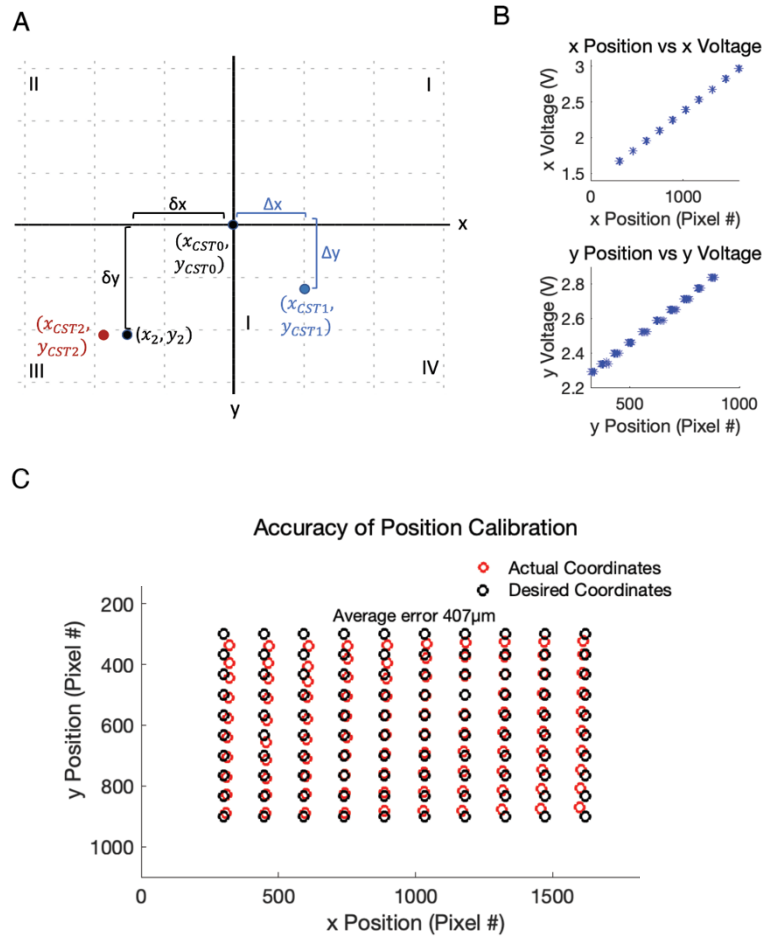 A
II
I
δx
Δx
x
(x_CST0,
y_CST0)
Δy
δy
(x_CST1,
y_CST1)
(x_CST2,
y_CST2)
(x_2, y_2)
I
III
IV
y
B
x Position vs x Voltage
x Voltage (V)
3
2.5
2
1.5
0
1000
x Position (Pixel #)
y Position vs y Voltage
y Voltage (V)
2.8
2.6
2.4
2.2
500
1000
y Position (Pixel #)
C
Accuracy of Position Calibration
Actual Coordinates
Desired Coordinates
Average error 407μm
y Position (Pixel #)
200
400
600
800
1000
0
500
1000
1500
x Position (Pixel #)